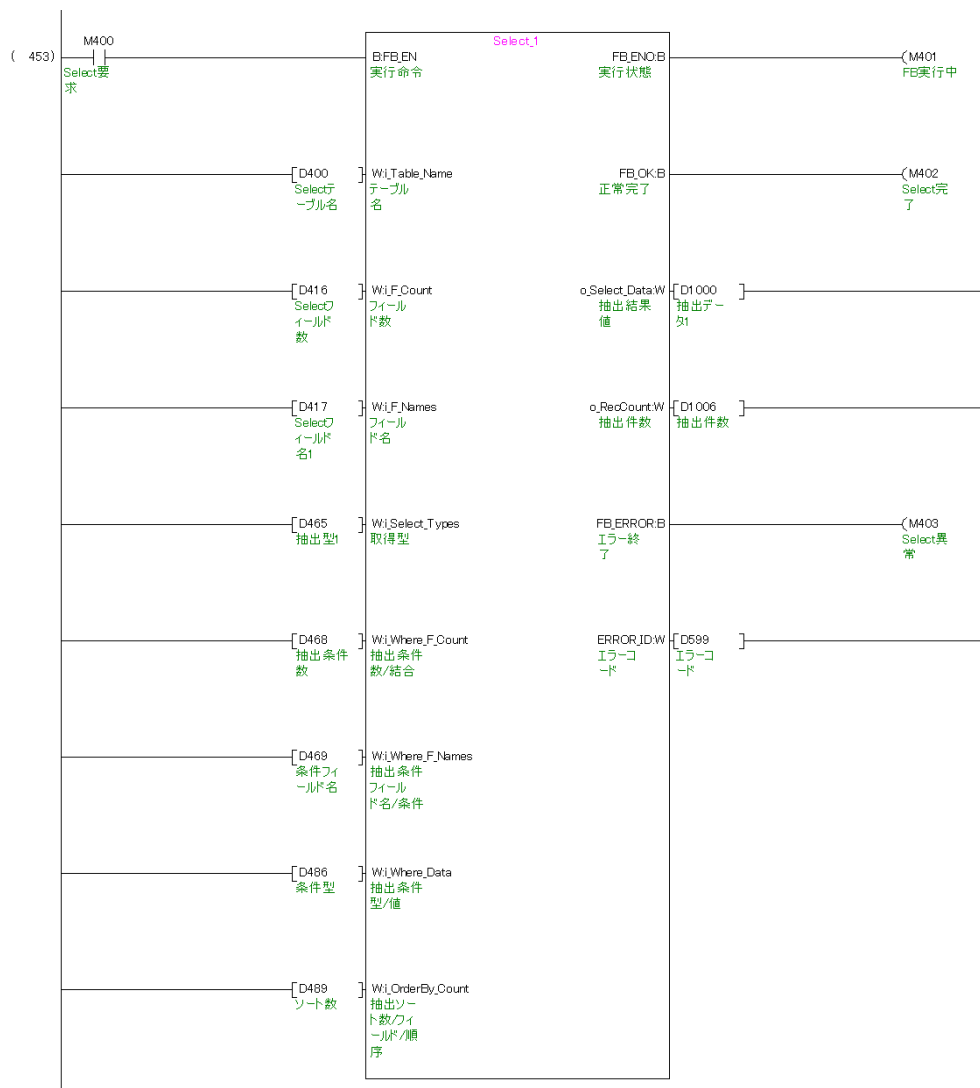 Select_1
( 453)
M400
Select要
求
B:FB_EN
実行命令
FB_ENO:B
実行状態
M401
FB実行中
D400
Selectテ
ーブル名
W:i_Table_Name
テーブル
名
FB_OK:B
正常完了
M402
Select完
了
D416
Selectフ
ィールド
数
W:i_F_Count
フィール
ド数
o_Select_Data:W
抽出結果
値
D1000
抽出デー
タ1
D417
Selectフ
ィールド
名1
W:i_F_Names
フィール
ド名
o_RecCount:W
抽出件数
D1006
抽出件数
D465
抽出型1
W:i_Select_Types
取得型
FB_ERROR:B
エラー終
了
M403
Select異
常
D468
抽出条件
数
W:i_Where_F_Count
抽出条件
数/結合
ERROR_ID:W
エラーコ
ード
D599
エラーコ
ード
D469
条件フィ
ールド名
W:i_Where_F_Names
抽出条件
フィール
ド名/条件
D486
条件型
W:i_Where_Data
抽出条件
型/値
D489
ソート数
W:i_OrderBy_Count
抽出ソー
ト数/フィ
ールド/順
序